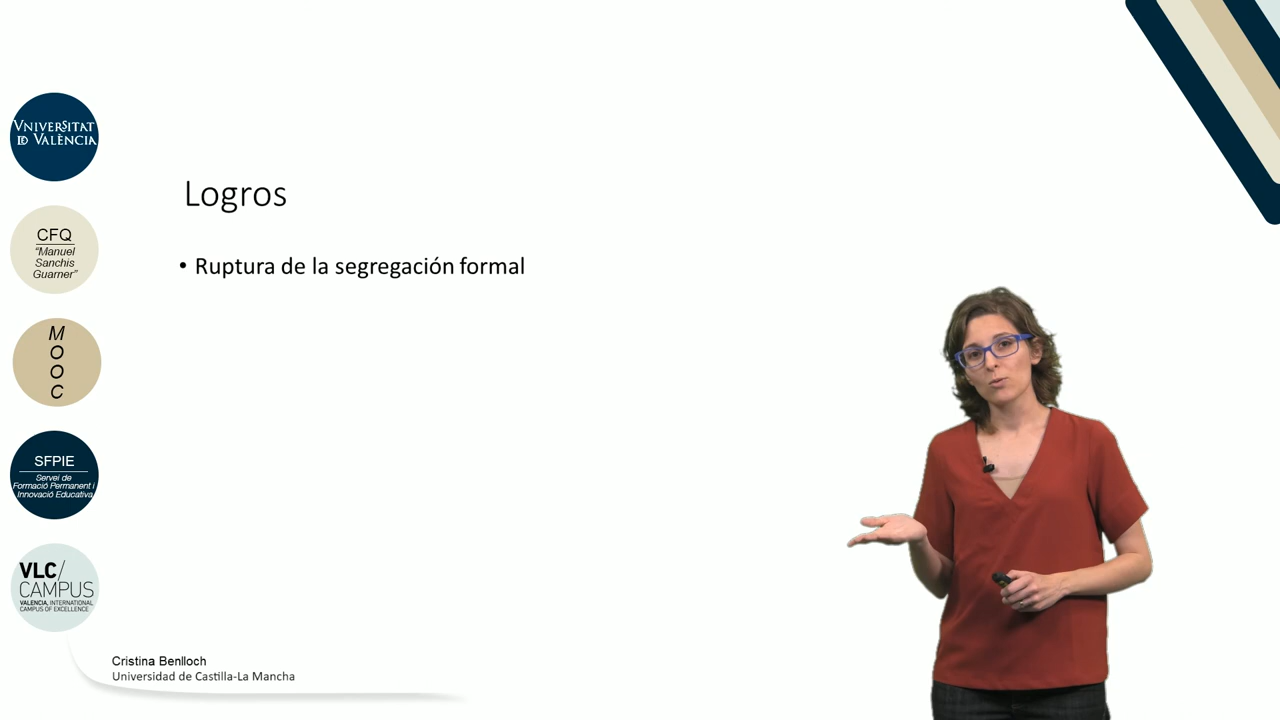 VNIVERSITAT
ID VALÈNCIA
CFQ
“Manuel
Sanchis
Guarner”
M
O
O
C
SFPIE
Servei de
Formació Permanent i
Innovació Educativa
VLC/
CAMPUS
VALENCIA, INTERNATIONAL
CAMPUS OF EXCELLENCE
Logros
• Ruptura de la segregación formal
Cristina Benlloch
Universidad de Castilla-La Mancha